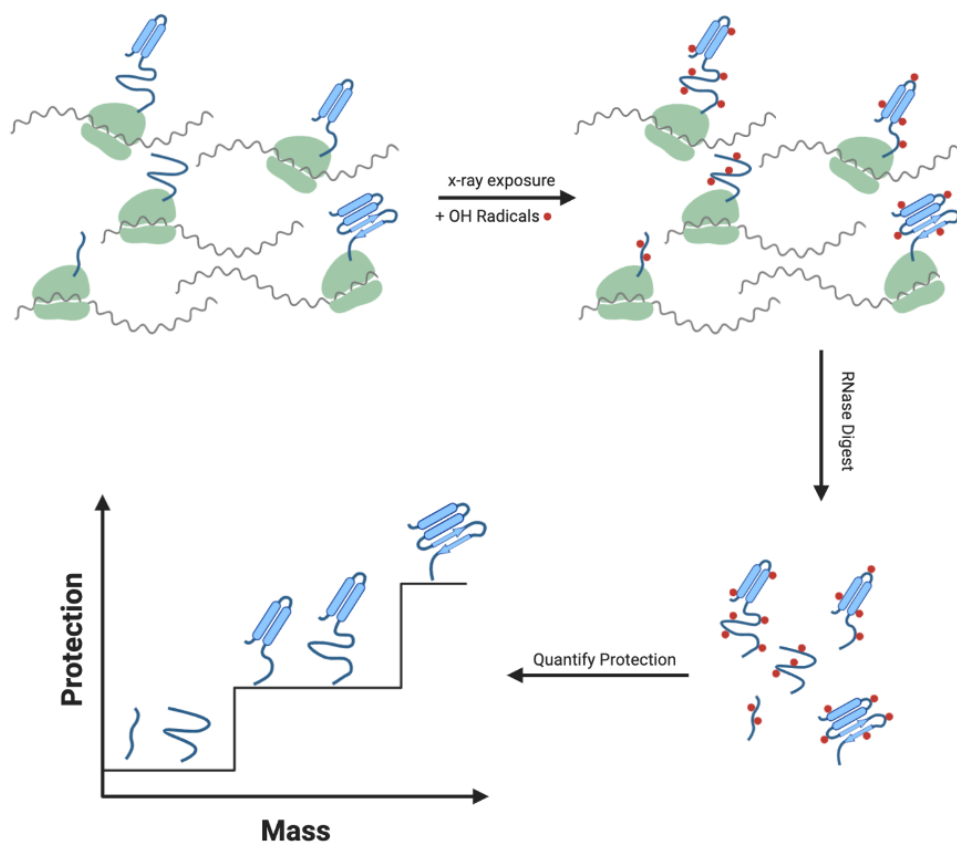 x-ray exposure
+ OH Radicals
RNase Digest
Quantify Protection
Protection
Mass